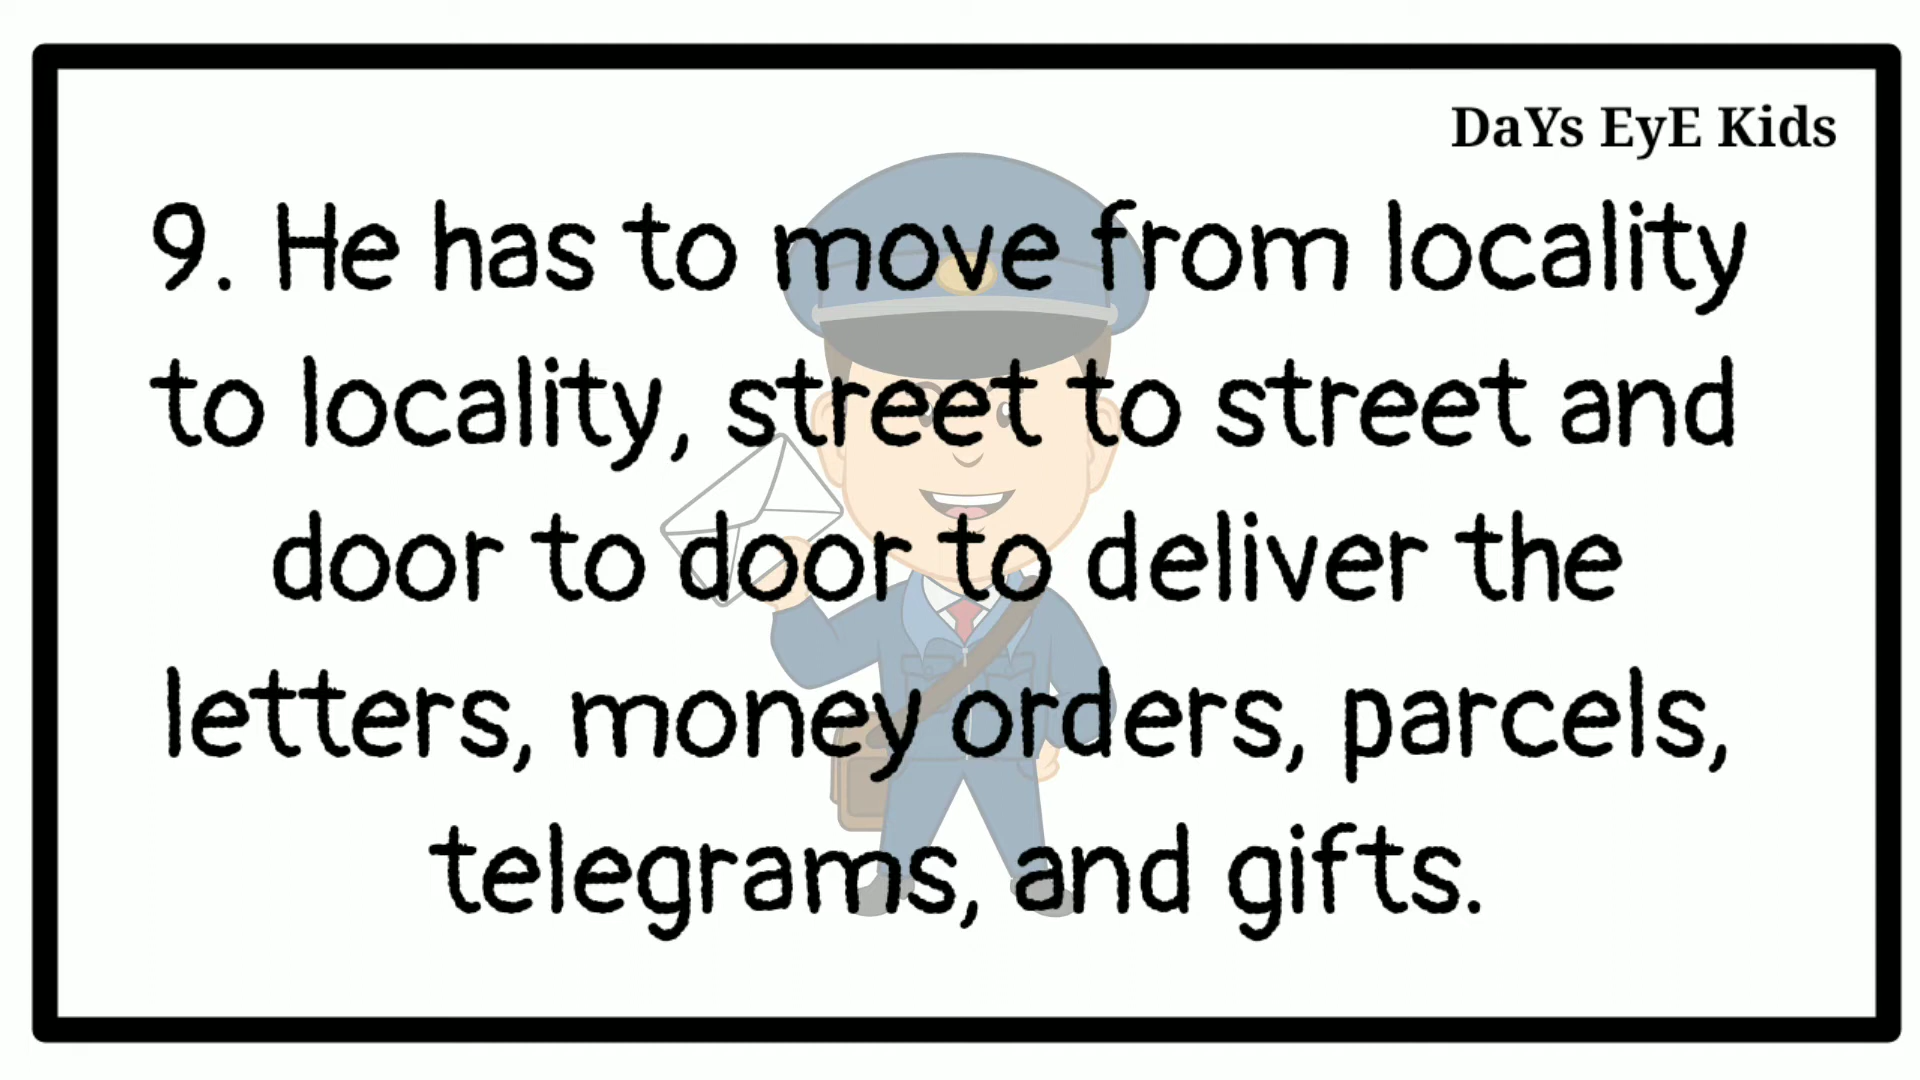 DaYs EyE Kids
9. He has to move from locality
to locality, street to street and
door to door to deliver the
letters, money orders, parcels,
telegrams, and gifts.